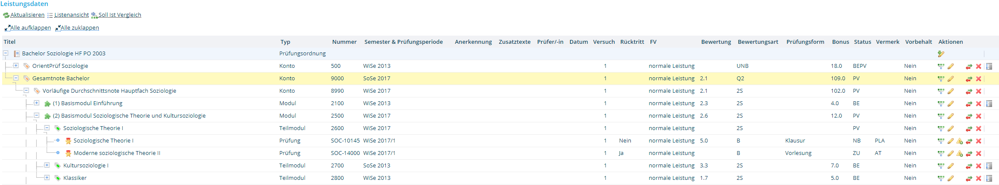 Leistungsdaten
Aktualisieren Listenansicht Soll Ist Vergleich
Alle aufklappen Alle zuklappen
Titel Typ Nummer Semester & Prüfungsperiode Anerkennung Zusatztexte Prüfer/-in Datum Versuch Rücktritt FV Bewertung Bewertungsart Prüfungsform Bonus Status Vermerk Vorbehalt Aktionen
Bachelor Soziologie HF PO 2003 Prüfungsordnung
OrientPrüf Soziologie Konto 500 WiSe 2013 1 normale Leistung UNB 18.0 BEPV Nein
Gesamtnote Bachelor Konto 9000 SoSe 2017 1 normale Leistung 2.1 Q2 109.0 PV Nein
Vorläufige Durchschnittsnote Hauptfach Soziologie Konto 8990 WiSe 2017 1 normale Leistung 2.1 2S 102.0 PV Nein
(1) Basismodul Einführung Modul 2100 WiSe 2013 1 normale Leistung 2.3 2S 4.0 BE Nein
(2) Basismodul Soziologische Theorie und Kultursoziologie Modul 2500 WiSe 2017 1 normale Leistung 2.6 2S 12.0 PV Nein
Soziologische Theorie I Teilmodul 2600 WiSe 2017 1 normale Leistung 2S PV Nein
Soziologische Theorie I Prüfung SOC-10145 WiSe 2017/1 1 Nein normale Leistung 5.0 B Klausur NB PLA Nein
Moderne soziologische Theorie II Prüfung SOC-14000 WiSe 2017/1 1 Ja normale Leistung B Vorlesung ZU AT Nein
Kultursoziologie I Teilmodul 2700 SoSe 2013 1 normale Leistung 3.3 2S 7.0 BE Nein
Klassiker Teilmodul 2800 WiSe 2013 1 normale Leistung 1.7 2S 5.0 BE Nein